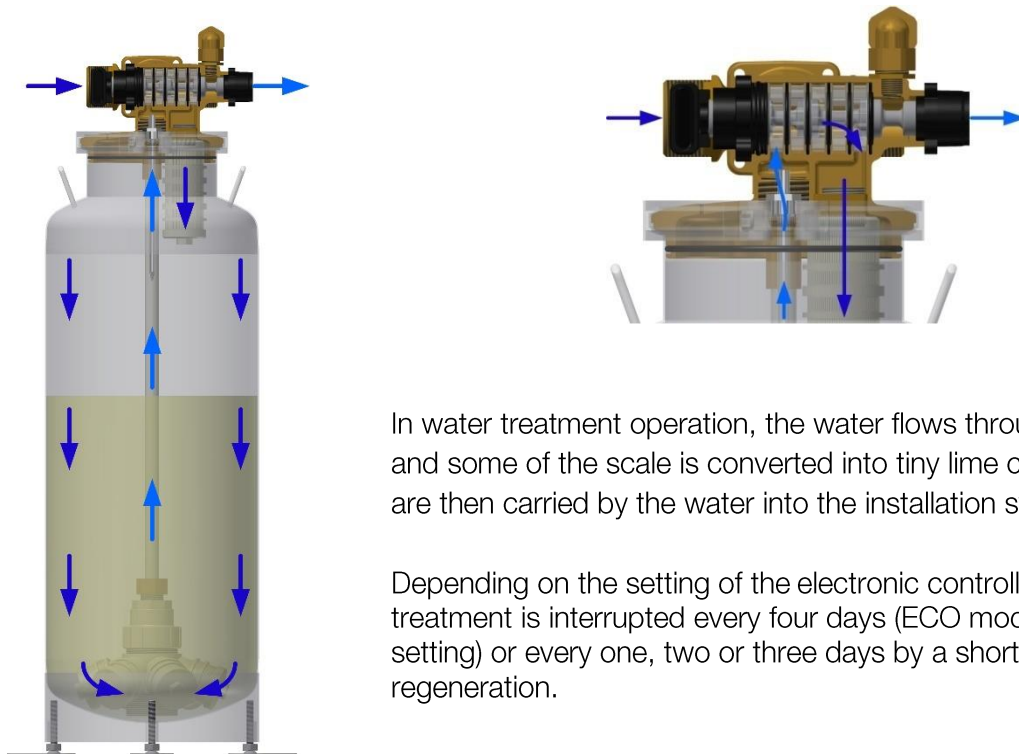 In water treatment operation, the water flows
and some of the scale is converted into tiny lime
are then carried by the water into the installation
Depending on the setting of the electronic
treatment is interrupted every four days (ECO
setting) or every one, two or three days by a short
regeneration.